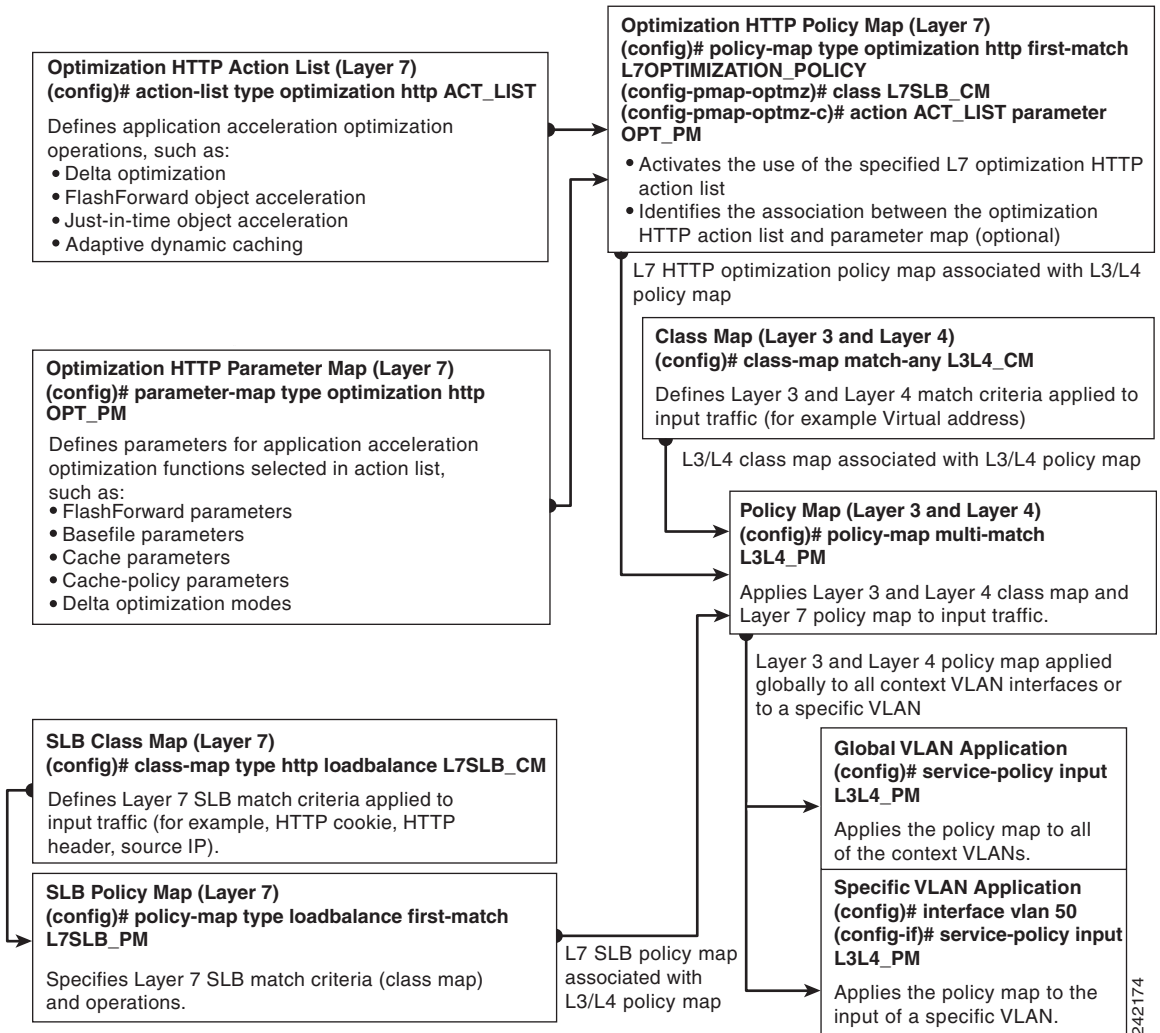 Optimization HTTP Action List (Layer 7)
(config)# action-list type optimization http ACT_LIST
Defines application acceleration optimization
operations, such as:
• Delta optimization
• FlashForward object acceleration
• Just-in-time object acceleration
• Adaptive dynamic caching
Optimization HTTP Policy Map (Layer 7)
(config)# policy-map type optimization http first-match
L7OPTIMIZATION_POLICY
(config-pmap-optmz)# class L7SLB_CM
(config-pmap-optmz-c)# action ACT_LIST parameter
OPT_PM
• Activates the use of the specified L7 optimization HTTP
action list
• Identifies the association between the optimization
HTTP action list and parameter map (optional)
L7 HTTP optimization policy map associated with L3/L4
policy map
Class Map (Layer 3 and Layer 4)
(config)# class-map match-any L3L4_CM
Defines Layer 3 and Layer 4 match criteria applied to
input traffic (for example Virtual address)
L3/L4 class map associated with L3/L4 policy map
Optimization HTTP Parameter Map (Layer 7)
(config)# parameter-map type optimization http
OPT_PM
Defines parameters for application acceleration
optimization functions selected in action list,
such as:
• FlashForward parameters
• Basefile parameters
• Cache parameters
• Cache-policy parameters
• Delta optimization modes
Policy Map (Layer 3 and Layer 4)
(config)# policy-map multi-match
L3L4_PM
Applies Layer 3 and Layer 4 class map and
Layer 7 policy map to input traffic.
Layer 3 and Layer 4 policy map applied
globally to all context VLAN interfaces or
to a specific VLAN
SLB Class Map (Layer 7)
(config)# class-map type http loadbalance L7SLB_CM
Defines Layer 7 SLB match criteria applied to
input traffic (for example, HTTP cookie, HTTP
header, source IP).
SLB Policy Map (Layer 7)
(config)# policy-map type loadbalance first-match
L7SLB_PM
Specifies Layer 7 SLB match criteria (class map)
and operations.
L7 SLB policy map
associated with
L3/L4 policy map
Global VLAN Application
(config)# service-policy input
L3L4_PM
Applies the policy map to all
of the context VLANs.
Specific VLAN Application
(config)# interface vlan 50
(config-if)# service-policy input
L3L4_PM
Applies the policy map to the
input of a specific VLAN.
242174